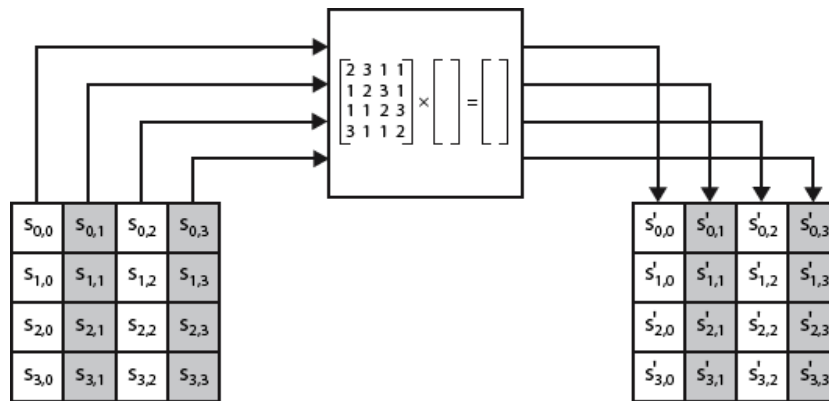 2 3 1 1
1 2 3 1
1 1 2 3
3 1 1 2
× =
s0,0 s0,1 s0,2 s0,3
s1,0 s1,1 s1,2 s1,3
s2,0 s2,1 s2,2 s2,3
s3,0 s3,1 s3,2 s3,3
s'0,0 s'0,1 s'0,2 s'0,3
s'1,0 s'1,1 s'1,2 s'1,3
s'2,0 s'2,1 s'2,2 s'2,3
s'3,0 s'3,1 s'3,2 s'3,3